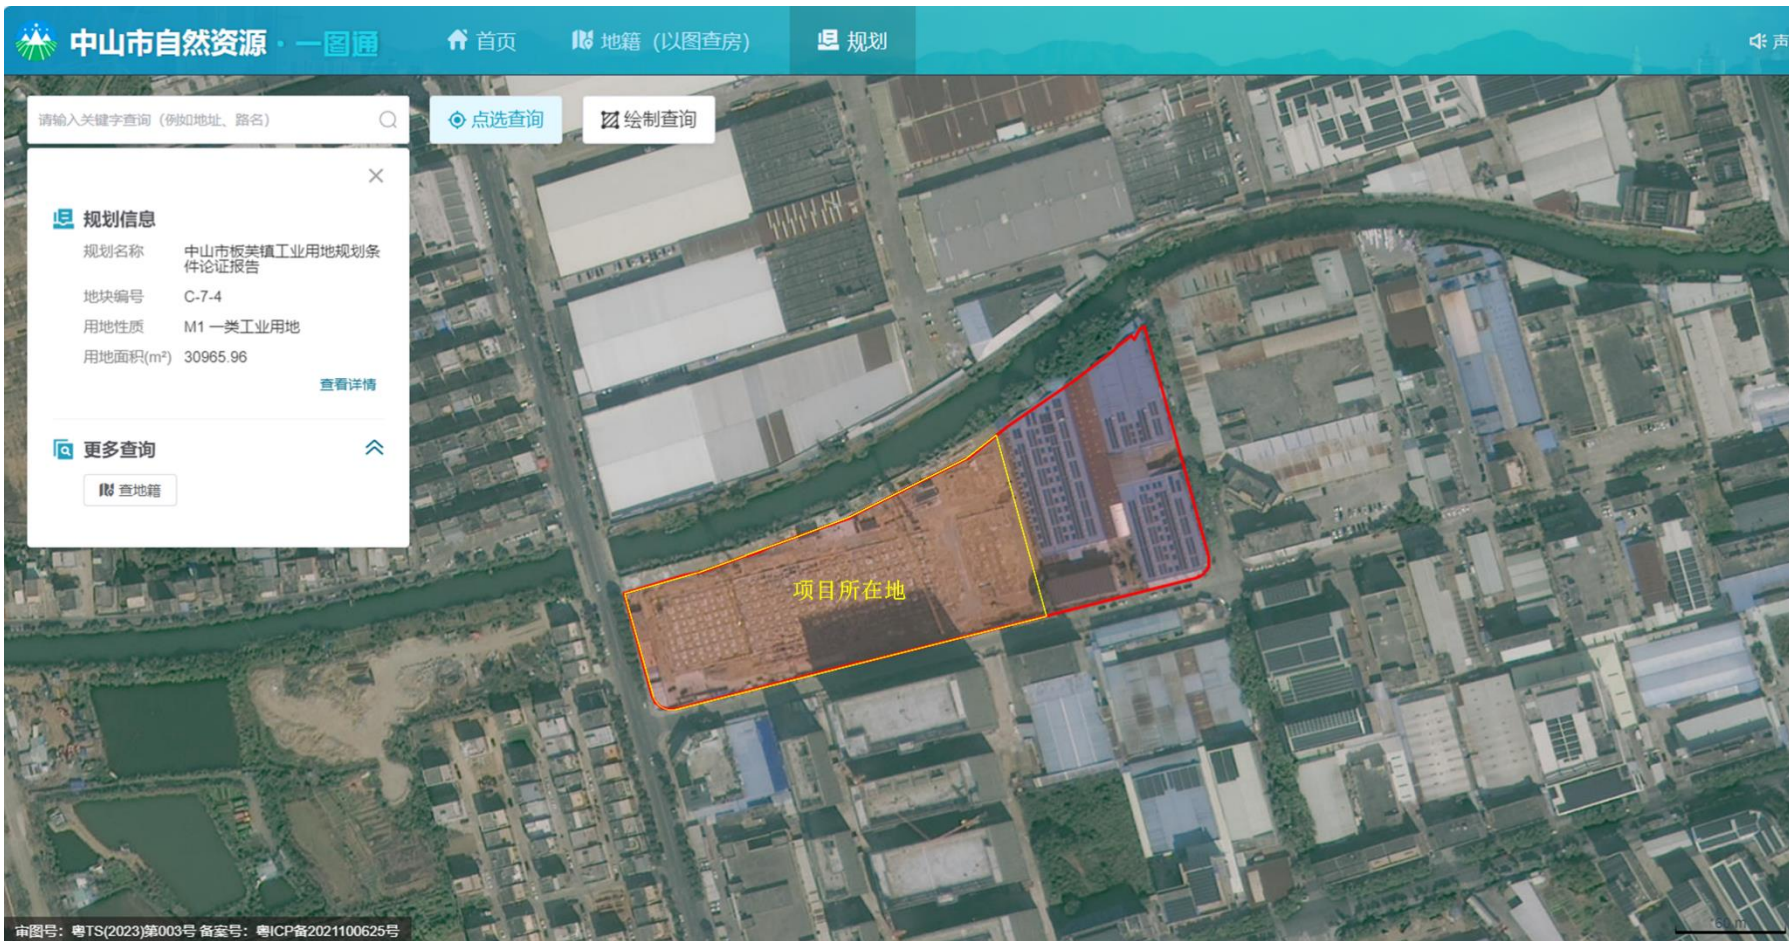 中山市自然资源·一图通
首页
地籍（以图查房）
规划
声
请输入关键字查询（例如地址、路名）
点选查询
绘制查询
规划信息
规划名称 中山市板芙镇工业用地规划条
件论证报告
地块编号 C-7-4
用地性质 M1 一类工业用地
用地面积(m²) 30965.96
查看详情
更多查询
查地籍
项目所在地
审图号：粤TS(2023)第003号 备案号：粤ICP备2021100625号
60 m